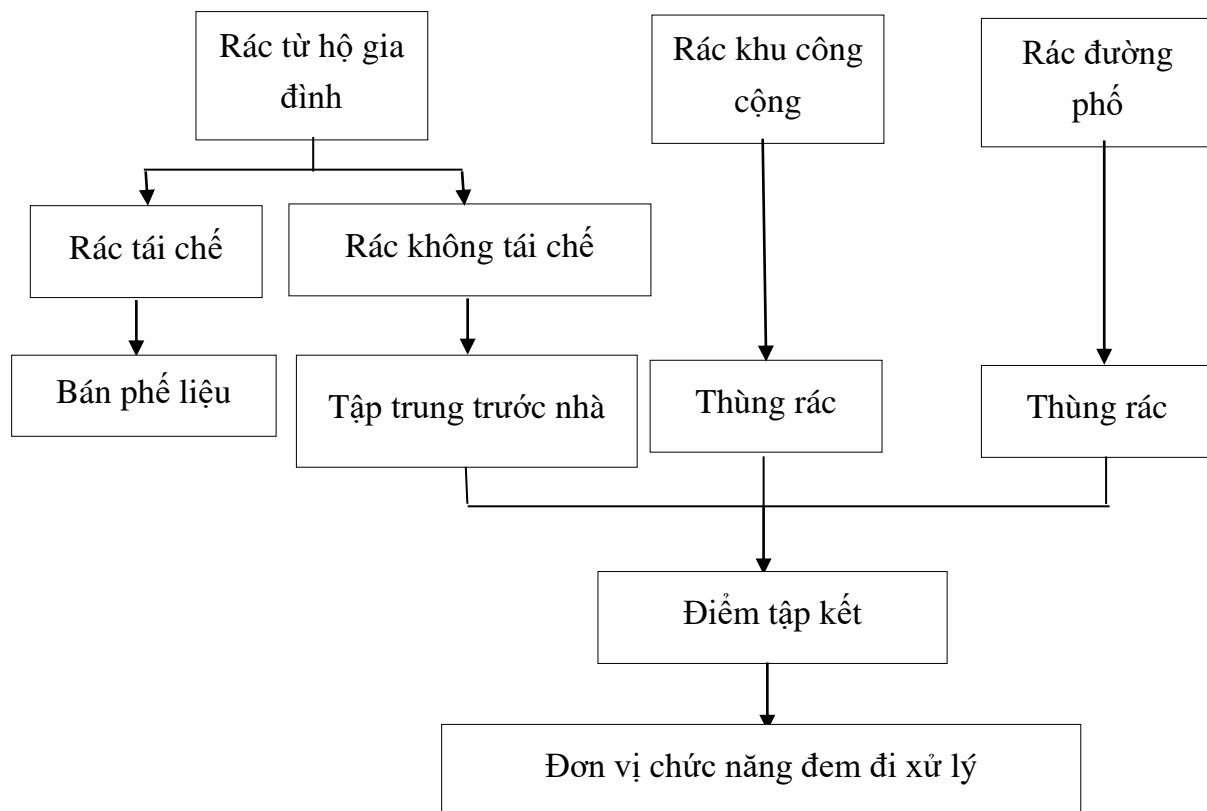 Rác từ hộ gia
đình
Rác khu công
cộng
Rác đường
phố
Rác tái chế
Rác không tái chế
Bán phế liệu
Tập trung trước nhà
Thùng rác
Thùng rác
Điểm tập kết
Đơn vị chức năng đem đi xử lý